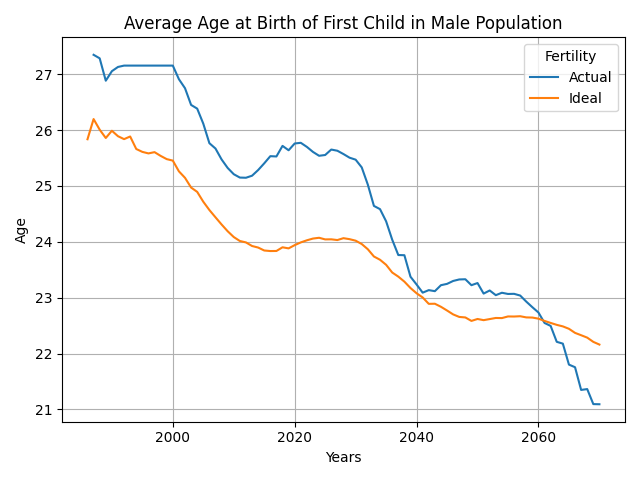 Average Age at Birth of First Child in Male Population
Fertility
Actual
Ideal
Age
27
26
25
24
23
22
21
2000
2020
2040
2060
Years